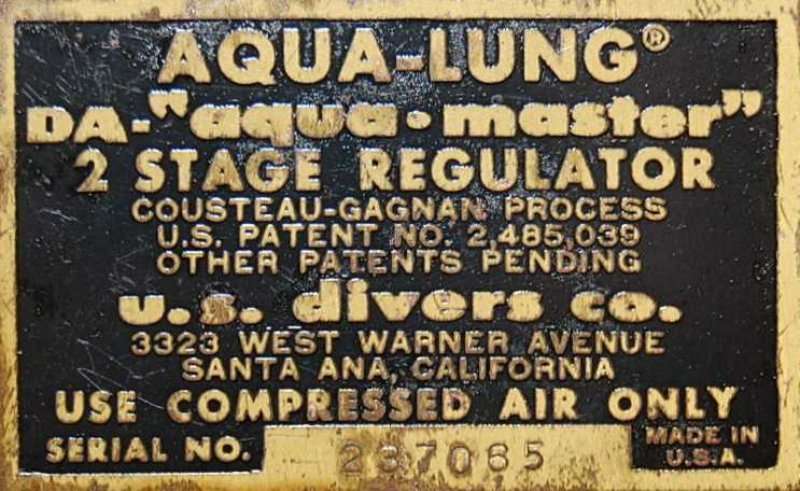 AQUA-LUNG®
DA-"aqua•master"
2 STAGE REGULATOR
COUSTEAU-GAGNAN PROCESS
U.S. PATENT NO. 2,485,039
OTHER PATENTS PENDING
u.s. divers co.
3323 WEST WARNER AVENUE
SANTA ANA, CALIFORNIA
USE COMPRESSED AIR ONLY
SERIAL NO. 237065
MADE IN
U.S.A.